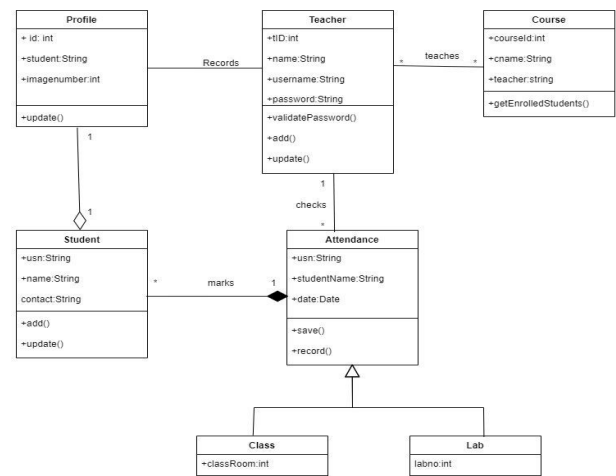 Profile
+ id: int
+student:String
+imagenumber:int
+update()
Records
Teacher
+tID:int
+name:String
+username:String
+password:String
+validatePassword()
+add()
+update()
* teaches *
Course
+courseId:int
+cname:String
+teacher:string
+getEnrolledStudents()
1
1
1
checks
*
Student
+usn:String
+name:String
contact:String
+add()
+update()
* marks 1
Attendance
+usn:String
+studentName:String
+date:Date
+save()
+record()
Class
+classRoom:int
Lab
labno:int